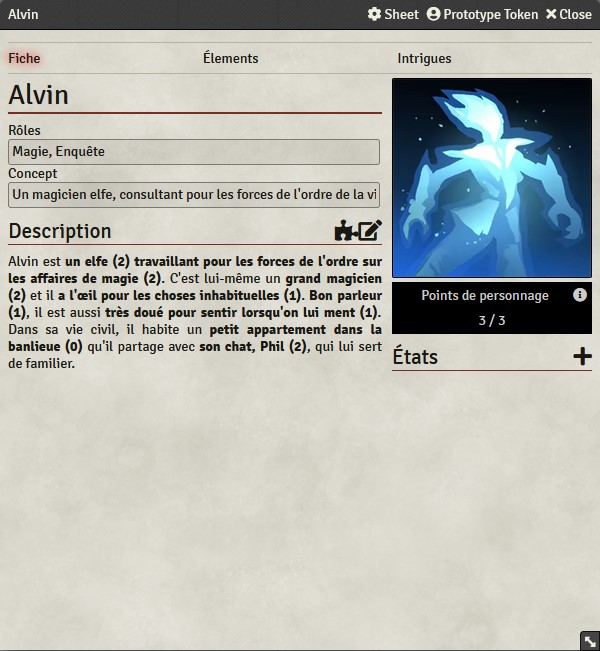 Alvin Sheet Prototype Token Close
Fiche Élements Intrigues
Alvin
Rôles
Magie, Enquête
Concept
Un magicien elfe, consultant pour les forces de l'ordre de la vi
Description
Alvin est un elfe (2) travaillant pour les forces de l'ordre sur
les affaires de magie (2). C'est lui-même un grand magicien
(2) et il a l'œil pour les choses inhabituelles (1). Bon parleur
(1), il est aussi très doué pour sentir lorsqu'on lui ment (1).
Dans sa vie civil, il habite un petit appartement dans la
banlieue (0) qu'il partage avec son chat, Phil (2), qui lui sert
de familier.
Points de personnage
3 / 3
États